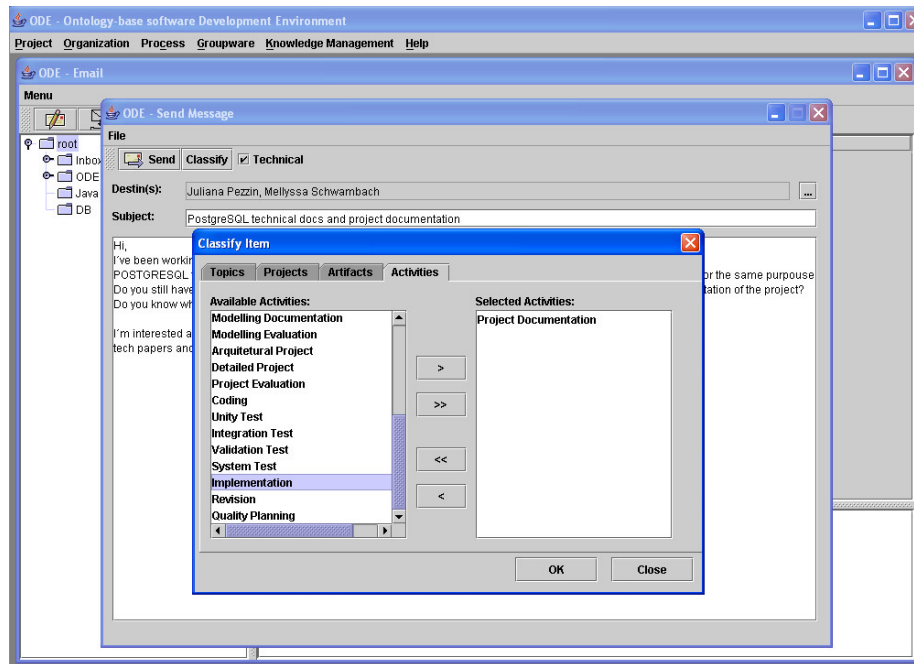 ODE - Ontology-base software Development Environment
Project Organization Process Groupware Knowledge Management Help
ODE - Email
Menu
ODE - Send Message
File
Send Classify Technical
root
Inbox
ODE
Java
DB
Destin(s): Juliana Pezzin, Mellyssa Schwambach ...
Subject: PostgreSQL technical docs and project documentation
Hi,
I´ve been workin
POSTGRESQL or the same purpouse
Do you still have tation of the project?
Do you know wh
I´m interested a
tech papers and
Classify Item
Topics Projects Artifacts Activities
Available Activities: Selected Activities:
Modelling Documentation Project Documentation
Modelling Evaluation
Arquitetural Project
Detailed Project >
Project Evaluation
Coding >>
Unity Test
Integration Test
Validation Test <<
System Test
Implementation <
Revision
Quality Planning
OK Close